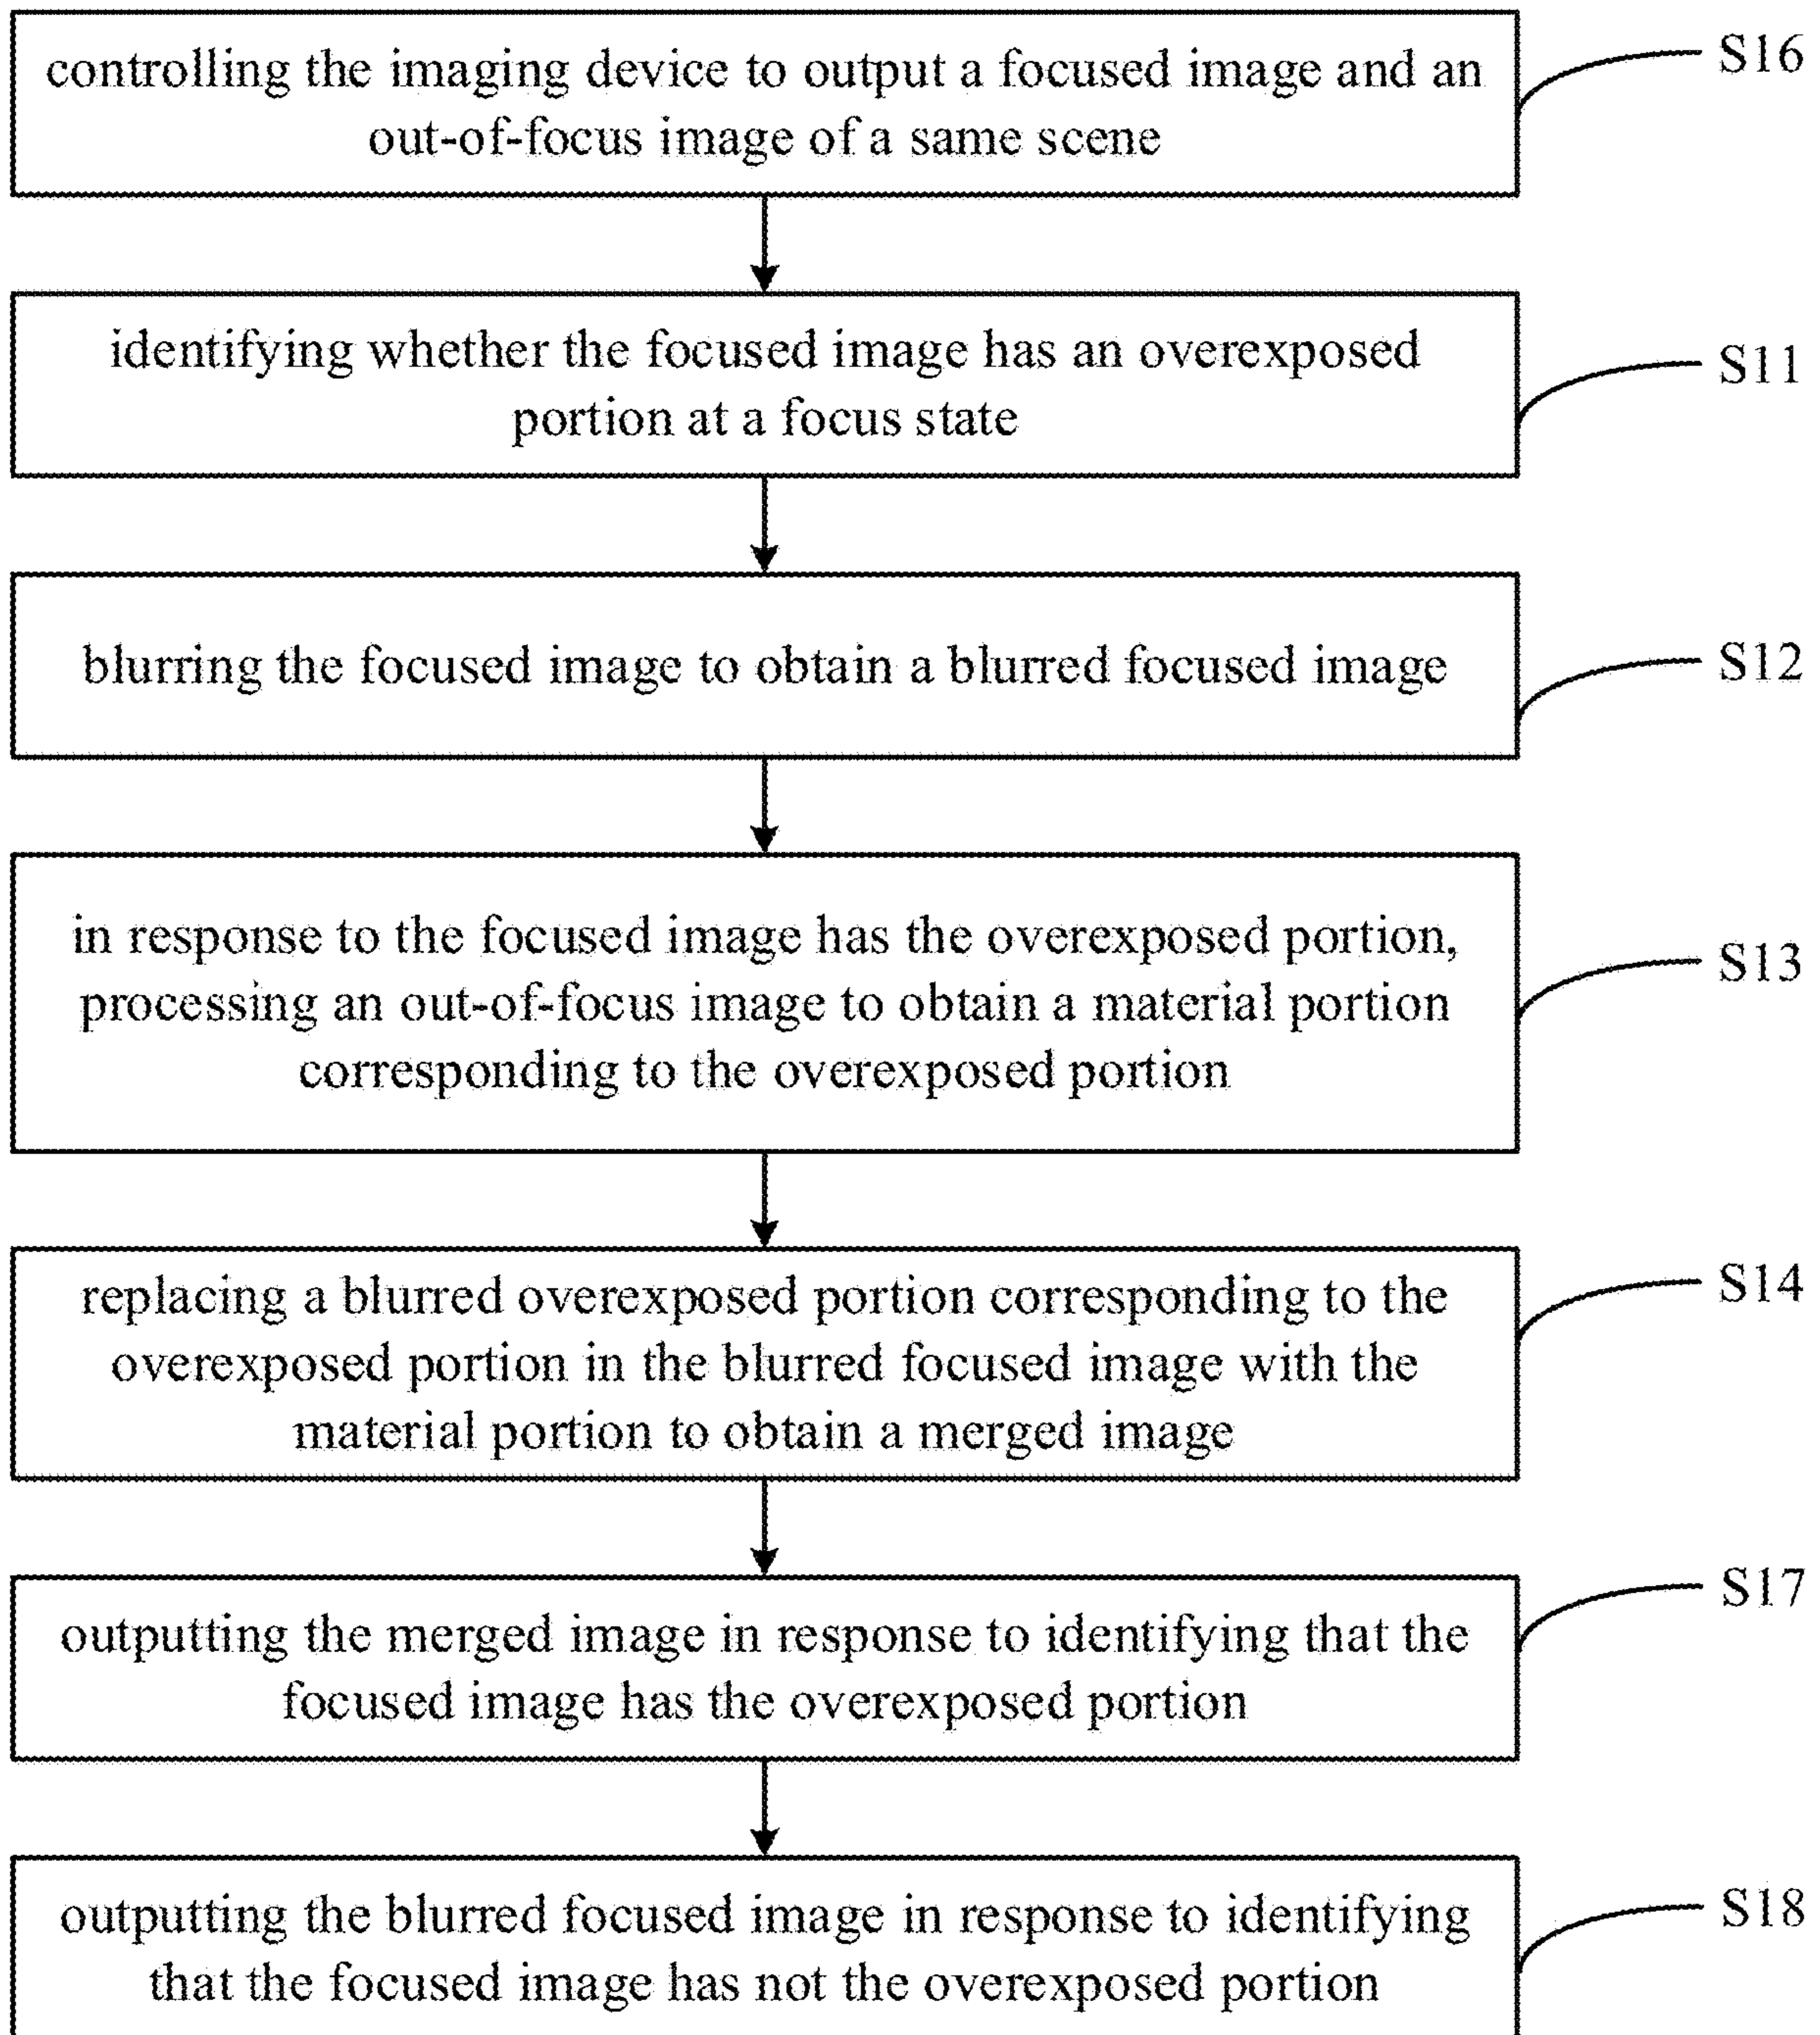 controlling the imaging device to output a focused image and an
out-of-focus image of a same scene
S16
identifying whether the focused image has an overexposed
portion at a focus state
S11
blurring the focused image to obtain a blurred focused image
S12
in response to the focused image has the overexposed portion,
processing an out-of-focus image to obtain a material portion
corresponding to the overexposed portion
S13
replacing a blurred overexposed portion corresponding to the
overexposed portion in the blurred focused image with the
material portion to obtain a merged image
S14
outputting the merged image in response to identifying that the
focused image has the overexposed portion
S17
outputting the blurred focused image in response to identifying
that the focused image has not the overexposed portion
S18